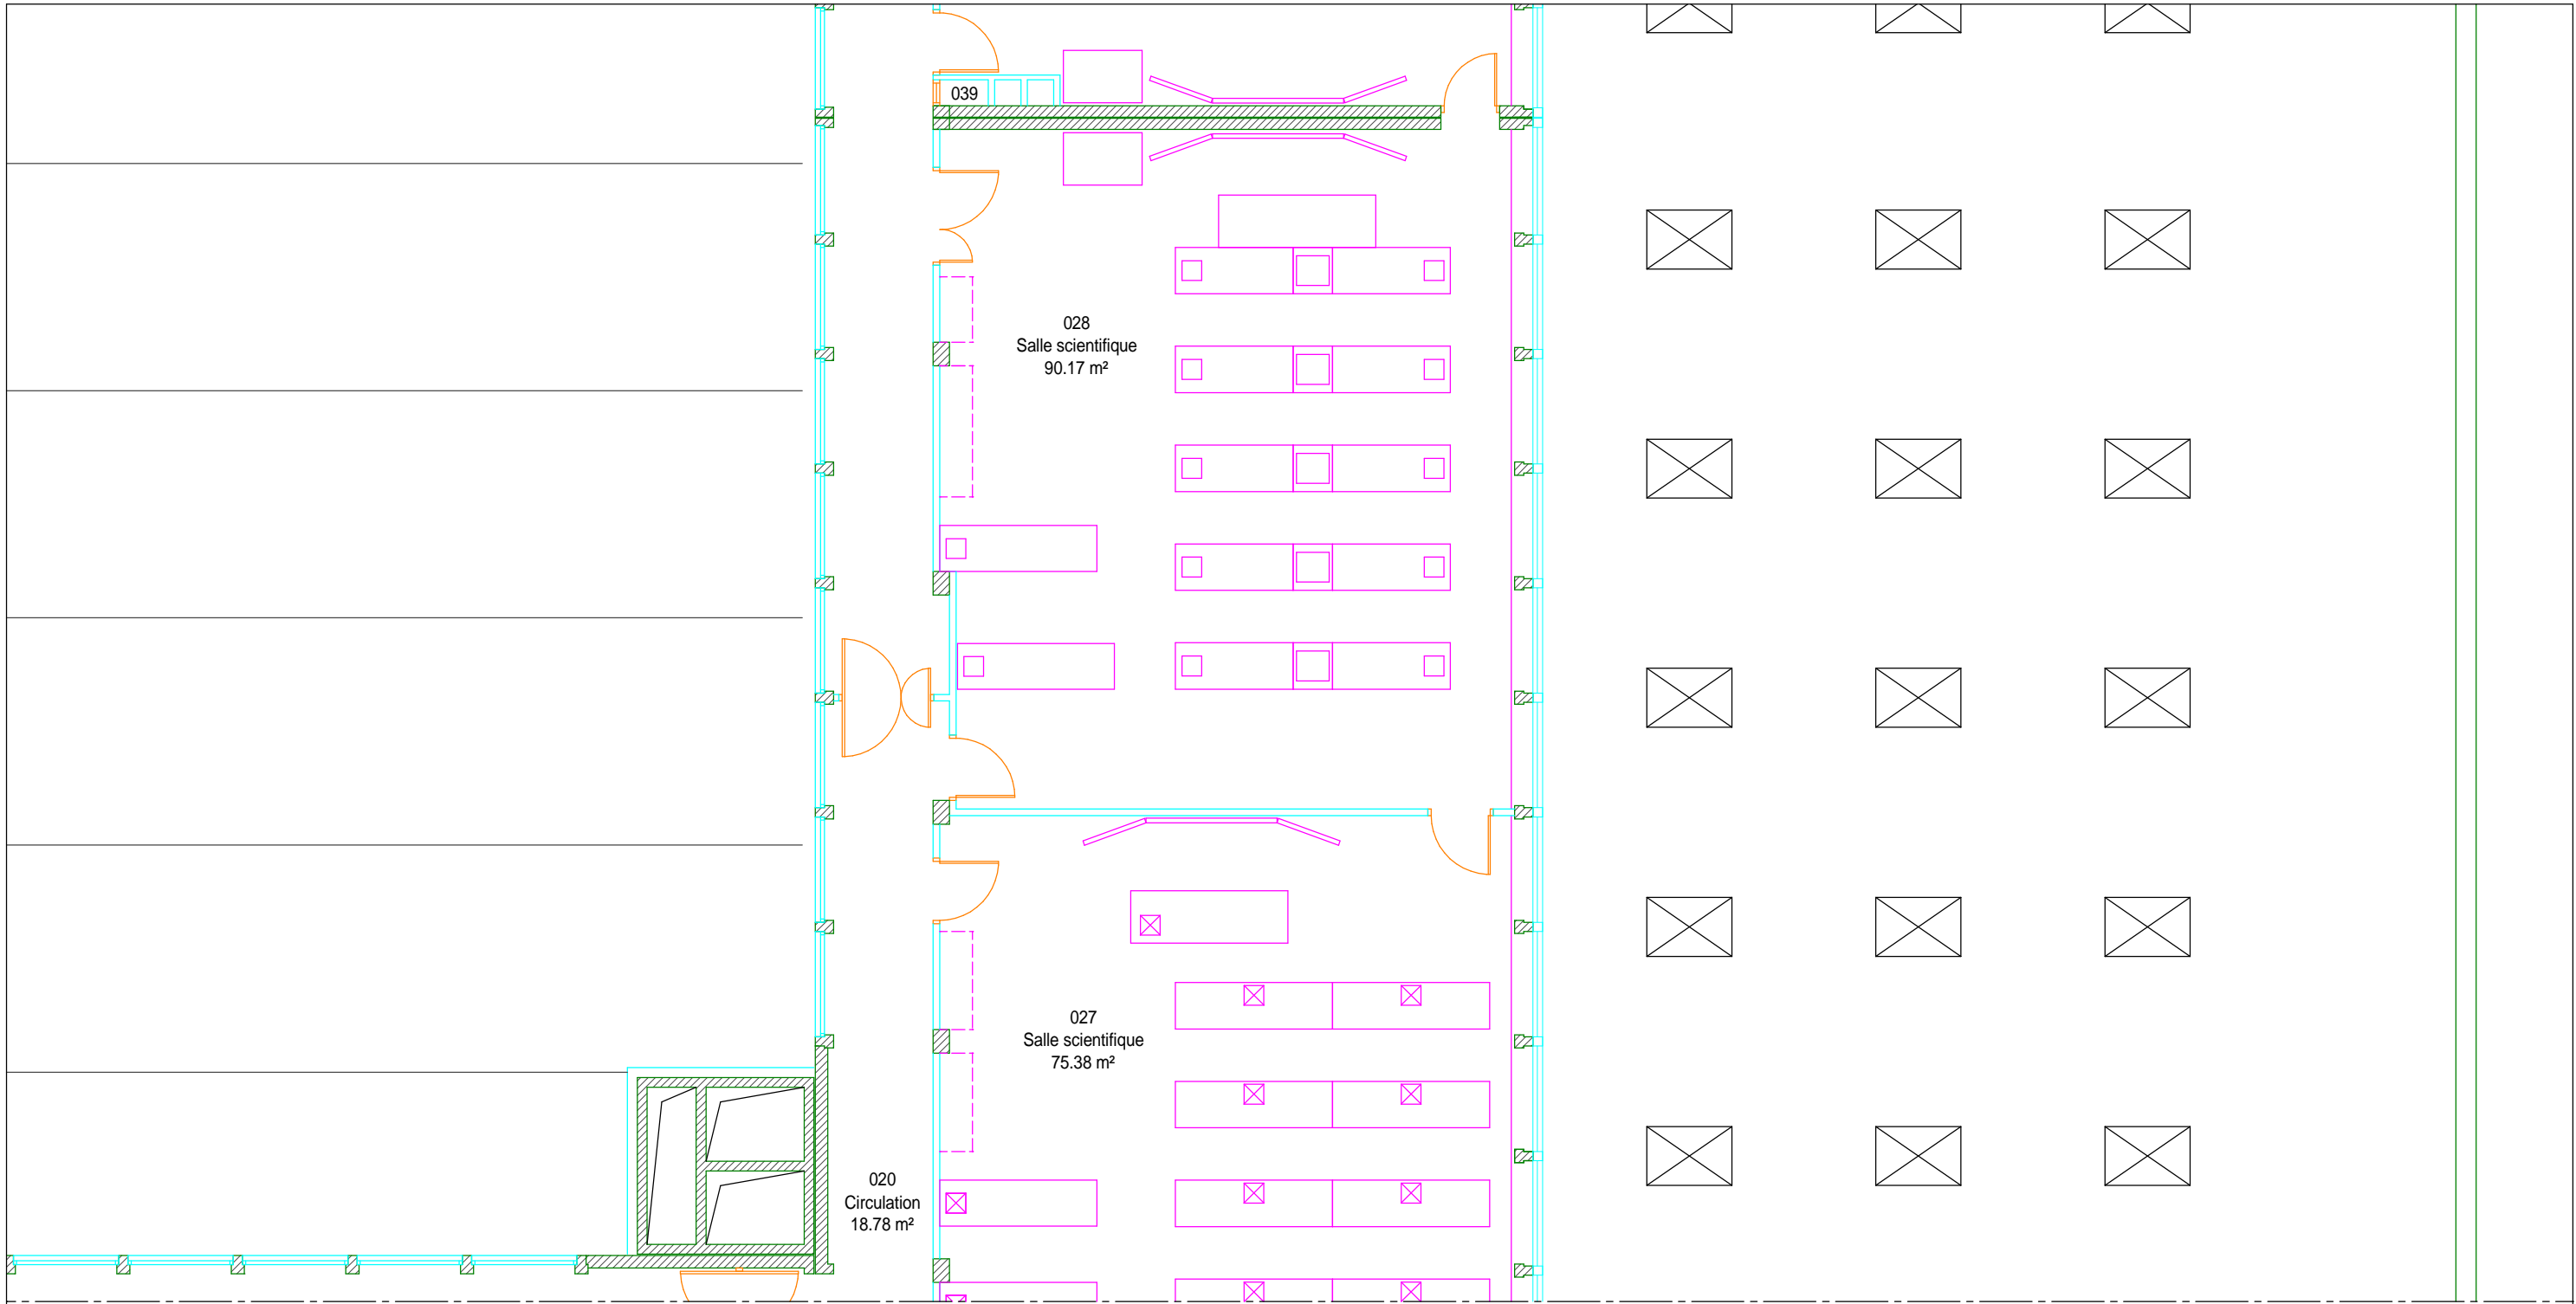 039
028
Salle scientifique
90.17 m²
027
Salle scientifique
75.38 m²
020
Circulation
18.78 m²